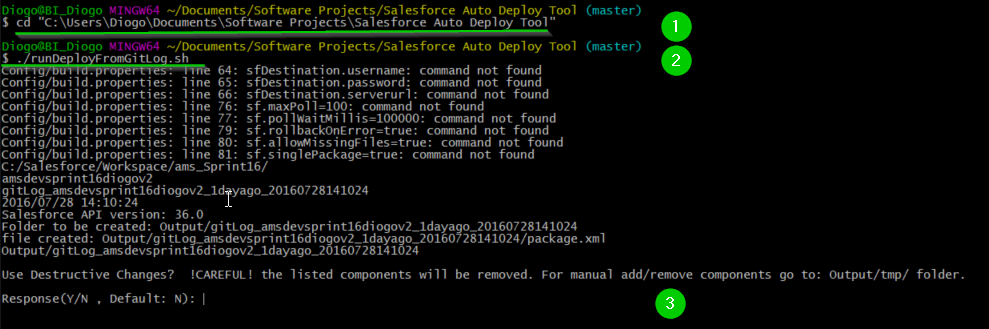 Diogo@BI_Diogo MINGW64 ~/Documents/Software Projects/Salesforce Auto Deploy Tool (master)
$ cd "C:\Users\Diogo\Documents\Software Projects\Salesforce Auto Deploy Tool"
1
Diogo@BI_Diogo MINGW64 ~/Documents/Software Projects/Salesforce Auto Deploy Tool (master)
$ ./runDeployFromGitLog.sh
2
Config/build.properties: line 64: sfDestination.username: command not found
Config/build.properties: line 65: sfDestination.password: command not found
Config/build.properties: line 66: sfDestination.serverurl: command not found
Config/build.properties: line 76: sf.maxPoll=100: command not found
Config/build.properties: line 77: sf.pollWaitMillis=100000: command not found
Config/build.properties: line 79: sf.rollbackOnError=true: command not found
Config/build.properties: line 80: sf.allowMissingFiles=true: command not found
Config/build.properties: line 81: sf.singlePackage=true: command not found
C:/Salesforce/Workspace/ams_Sprint16/
amsdevsprint16diogov2
gitLog_amsdevsprint16diogov2_1dayago_20160728141024
2016/07/28 14:10:24
Salesforce API version: 36.0
Folder to be created: Output/gitLog_amsdevsprint16diogov2_1dayago_20160728141024
file created: Output/gitLog_amsdevsprint16diogov2_1dayago_20160728141024/package.xml
Output/gitLog_amsdevsprint16diogov2_1dayago_20160728141024
Use Destructive Changes?  !CAREFUL! the listed components will be removed. For manual add/remove components go to: Output/tmp/ folder.
Response(Y/N , Default: N):
3